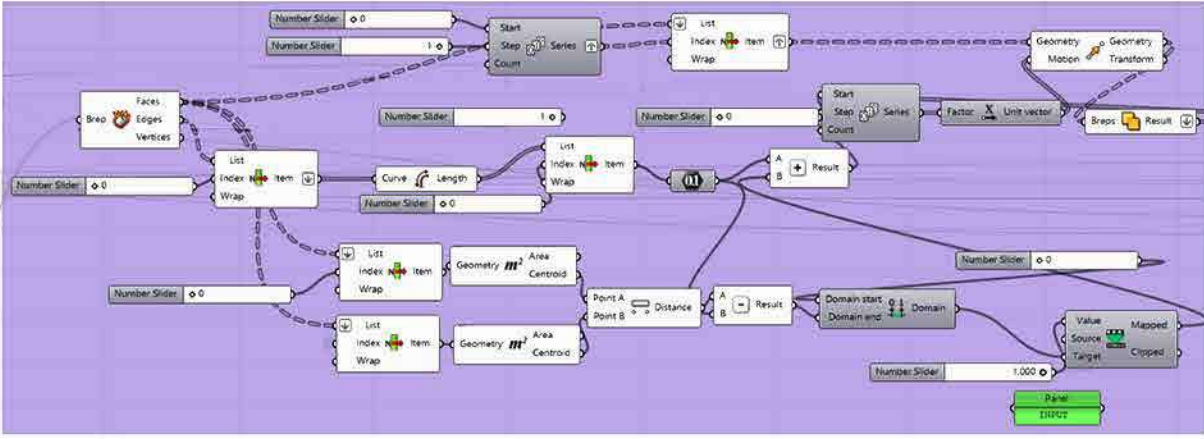 Number Slider 0
Number Slider 1
Start
Step Series
Count
List
Index Item
Wrap
Geometry Geometry
Motion Transform
Faces
Brep Edges
Vertices
Number Slider 1
Number Slider 0
Start
Step Series
Count
Factor X Unit vector
Breps Result
List
Index Item
Wrap
Number Slider 0
Curve Length
List
Index Item
Wrap
Number Slider 0
0.1
A
B + Result
List
Index Item
Wrap
Number Slider 0
Geometry m² Area
Centroid
List
Index Item
Wrap
Geometry m² Area
Centroid
Point A
Point B Distance
A
B - Result
Number Slider 0
Domain start
Domain end Domain
Value Mapped
Source
Target Clipped
Number Slider 1.000
Panel
INPUT